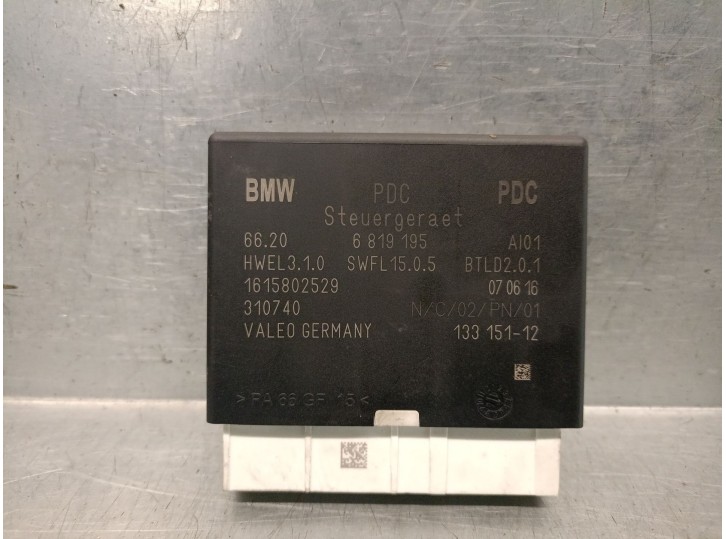 BMW PDC PDC
Steuergeraet
66.20 6 819 195 AI01
HWEL3.1.0 SWFL15.0.5 BTLD2.0.1
1615802529 07 06 16
310740 N/C/02/PN/01
VALEO GERMANY 133 151-12
>PA 66 GF 15<